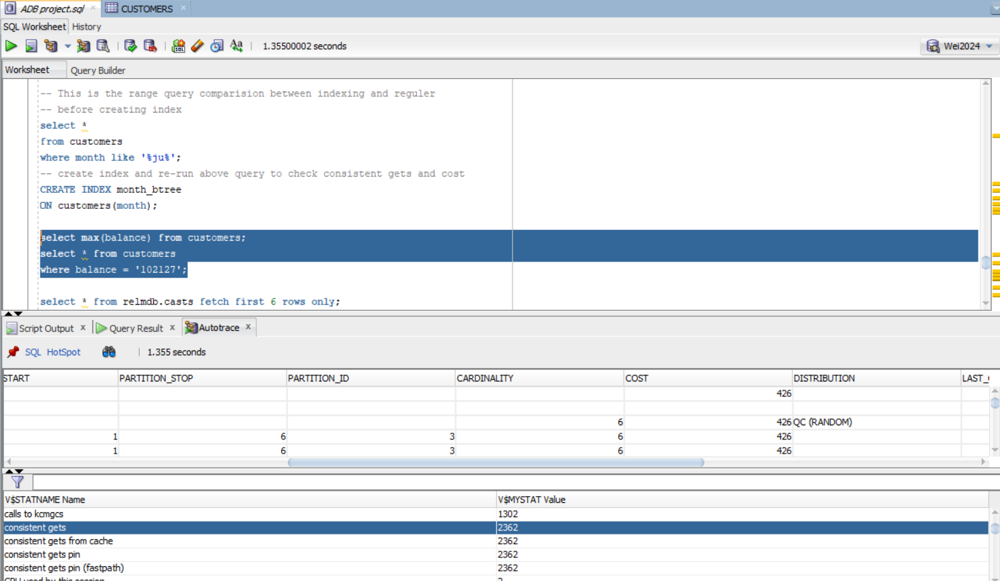 ADB project.sql × CUSTOMERS ×
SQL Worksheet History
1.35500002 seconds Wei2024
Worksheet Query Builder
-- This is the range query comparision between indexing and reguler
-- before creating index
select *
from customers
where month like '%ju%';
-- create index and re-run above query to check consistent gets and cost
CREATE INDEX month_btree
ON customers(month);
select max(balance) from customers;
select * from customers
where balance = '102127';
select * from relmdb.casts fetch first 6 rows only;
Script Output × Query Result × Autotrace ×
SQL HotSpot 1.355 seconds
START PARTITION_STOP PARTITION_ID CARDINALITY COST DISTRIBUTION LAST_
426
6 426 QC (RANDOM)
1 6 3 6 426
1 6 3 6 426
V$STATNAME Name V$MYSTAT Value
calls to kcmgcs 1302
consistent gets 2362
consistent gets from cache 2362
consistent gets pin 2362
consistent gets pin (fastpath) 2362
CPU used by this session